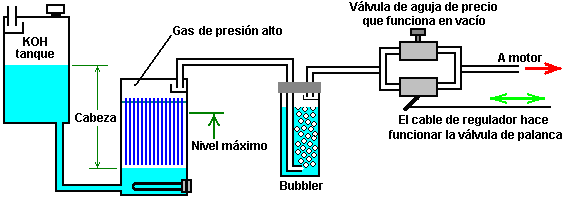 KOH
tanque
Gas de presión alto
Cabeza
Nivel máximo
Bubbler
Válvula de aguja de precio
que funciona en vacío
A motor
El cable de regulador hace
funcionar la válvula de palanca